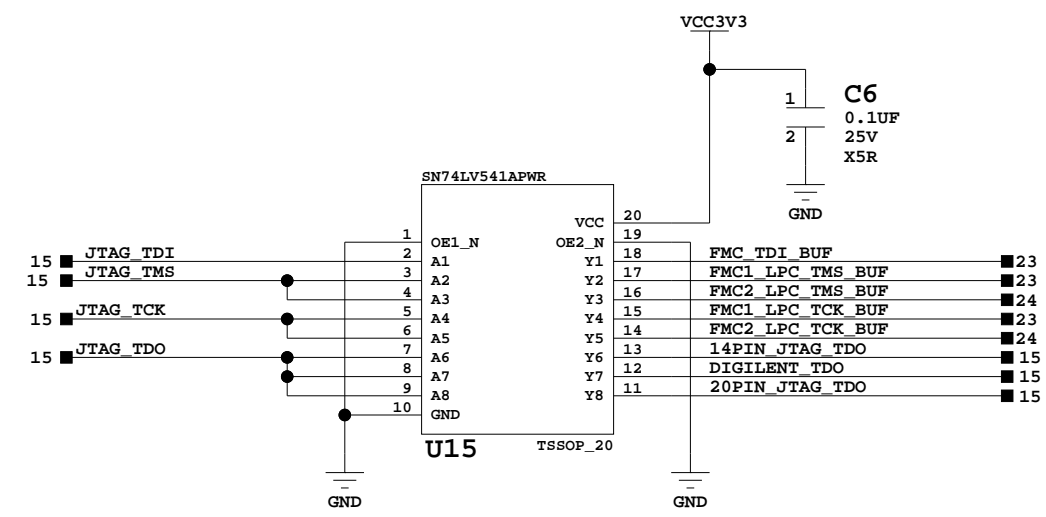 VCC3V3
1 C6
0.1UF
2 25V
X5R
GND
SN74LV541APWR
VCC 20
1 OE1_N OE2_N 19
15 JTAG_TDI 2 A1 Y1 18 FMC_TDI_BUF 23
15 JTAG_TMS 3 A2 Y2 17 FMC1_LPC_TMS_BUF 23
4 A3 Y3 16 FMC2_LPC_TMS_BUF 24
15 JTAG_TCK 5 A4 Y4 15 FMC1_LPC_TCK_BUF 23
6 A5 Y5 14 FMC2_LPC_TCK_BUF 24
15 JTAG_TDO 7 A6 Y6 13 14PIN_JTAG_TDO 15
8 A7 Y7 12 DIGILENT_TDO 15
9 A8 Y8 11 20PIN_JTAG_TDO 15
10 GND
U15 TSSOP_20
GND GND